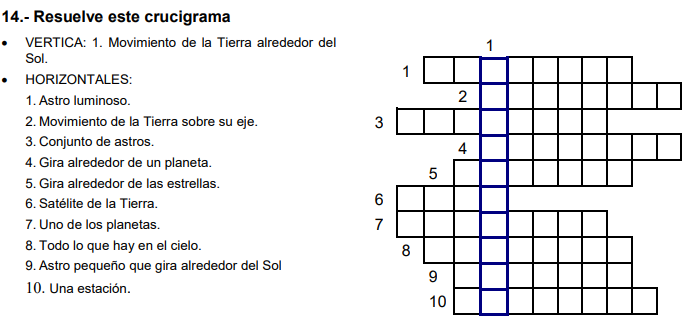 14.- Resuelve este crucigrama
• VERTICA: 1. Movimiento de la Tierra alrededor del
Sol.
• HORIZONTALES:
1. Astro luminoso.
2. Movimiento de la Tierra sobre su eje.
3. Conjunto de astros.
4. Gira alrededor de un planeta.
5. Gira alrededor de las estrellas.
6. Satélite de la Tierra.
7. Uno de los planetas.
8. Todo lo que hay en el cielo.
9. Astro pequeño que gira alrededor del Sol
10. Una estación.
1
1
2
3
4
5
6
7
8
9
10